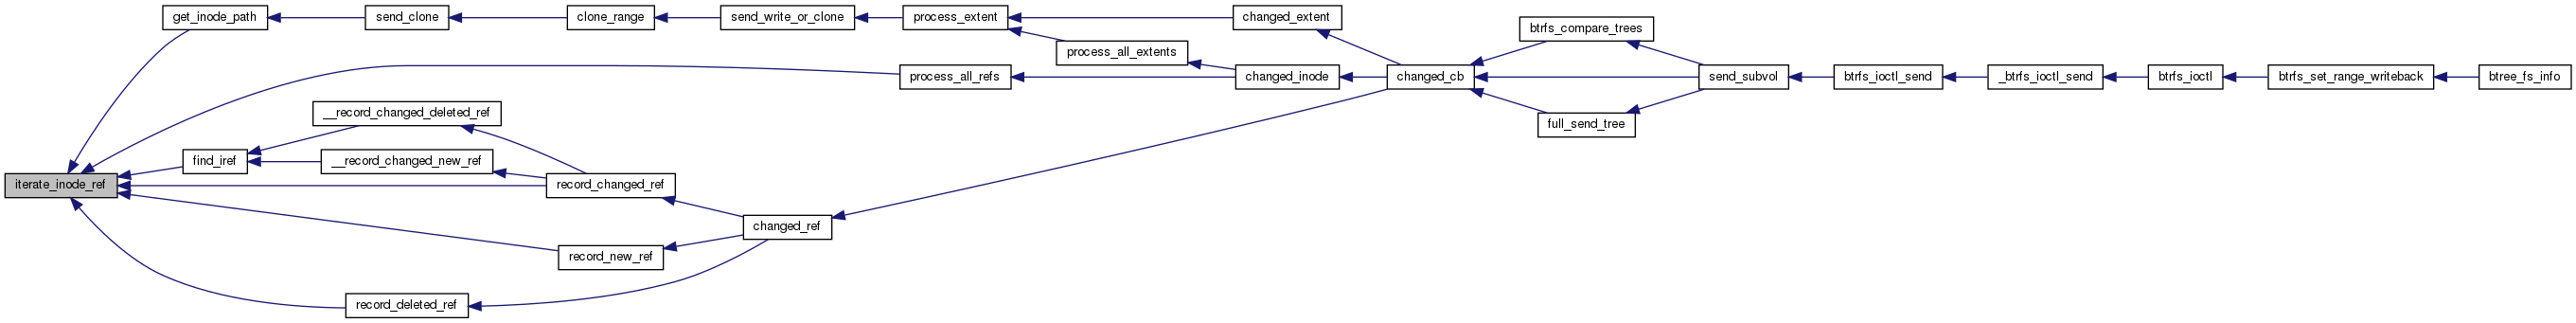 get_inode_path
send_clone
clone_range
send_write_or_clone
process_extent
changed_extent
btrfs_compare_trees
process_all_extents
process_all_refs
changed_inode
changed_cb
send_subvol
btrfs_ioctl_send
_btrfs_ioctl_send
btrfs_ioctl
btrfs_set_range_writeback
btree_fs_info
__record_changed_deleted_ref
full_send_tree
find_iref
__record_changed_new_ref
iterate_inode_ref
record_changed_ref
changed_ref
record_new_ref
record_deleted_ref